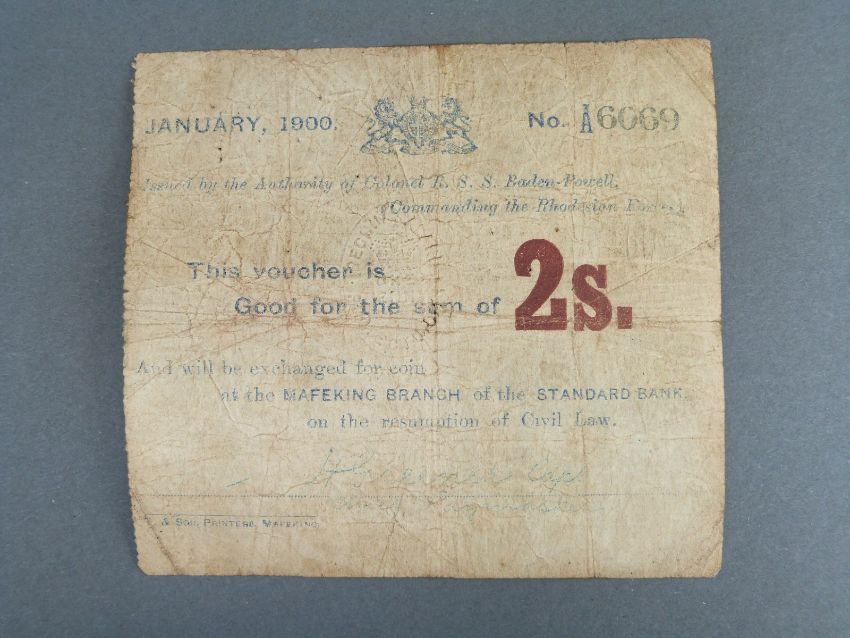 JANUARY, 1900.
No. A6069
Issued by the Authority of Colonel R. S. S. Baden-Powell,
Commanding the Rhodesian
This voucher is
Good for the sum of 2s.
And will be exchanged for coin
at the MAFEKING BRANCH of the STANDARD BANK
on the resumption of Civil Law.
& SON, PRINTERS, MAFEKING.